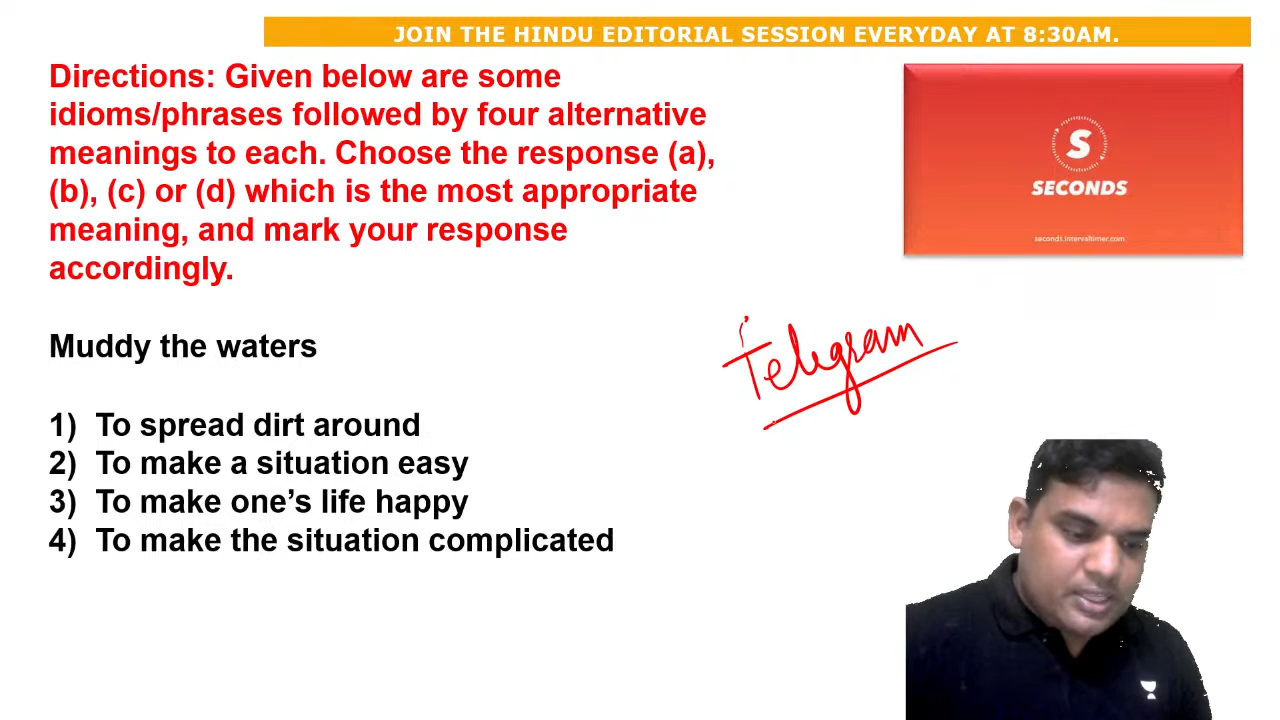 JOIN THE HINDU EDITORIAL SESSION EVERYDAY AT 8:30AM.
Directions: Given below are some
idioms/phrases followed by four alternative
meanings to each. Choose the response (a),
(b), (c) or (d) which is the most appropriate
meaning, and mark your response
accordingly.
S
SECONDS
seconds.intervaltimer.com
Telegram
Muddy the waters
1) To spread dirt around
2) To make a situation easy
3) To make one’s life happy
4) To make the situation complicated